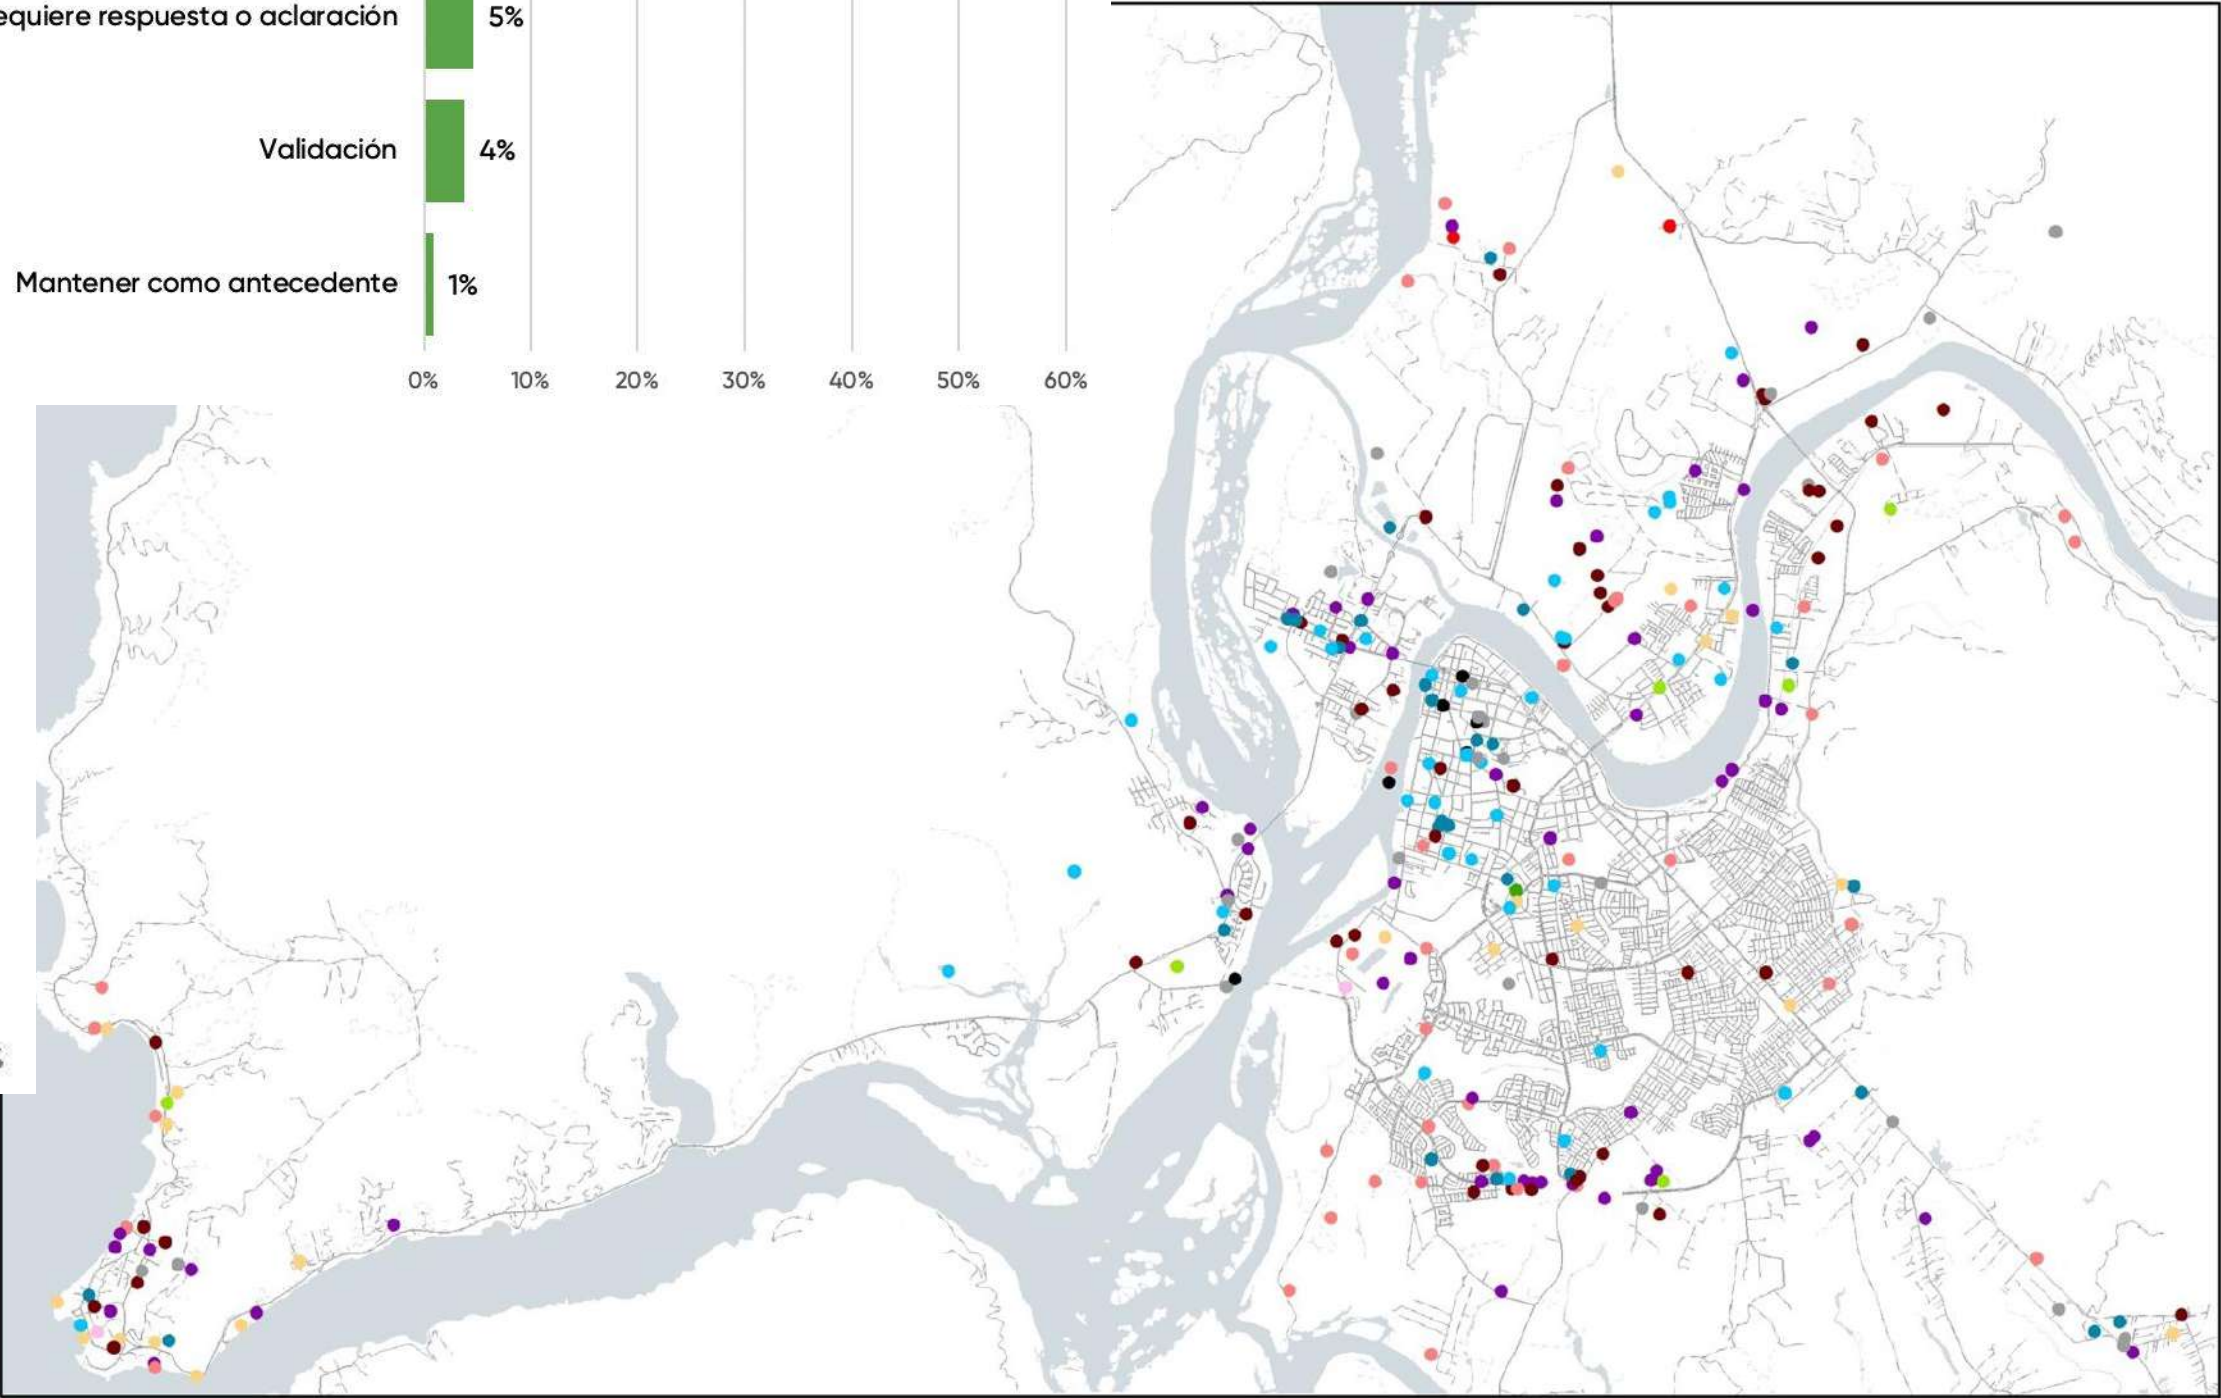 equiere respuesta o aclaración 5%
Validación 4%
Mantener como antecedente 1%
0% 10% 20% 30% 40% 50% 60%